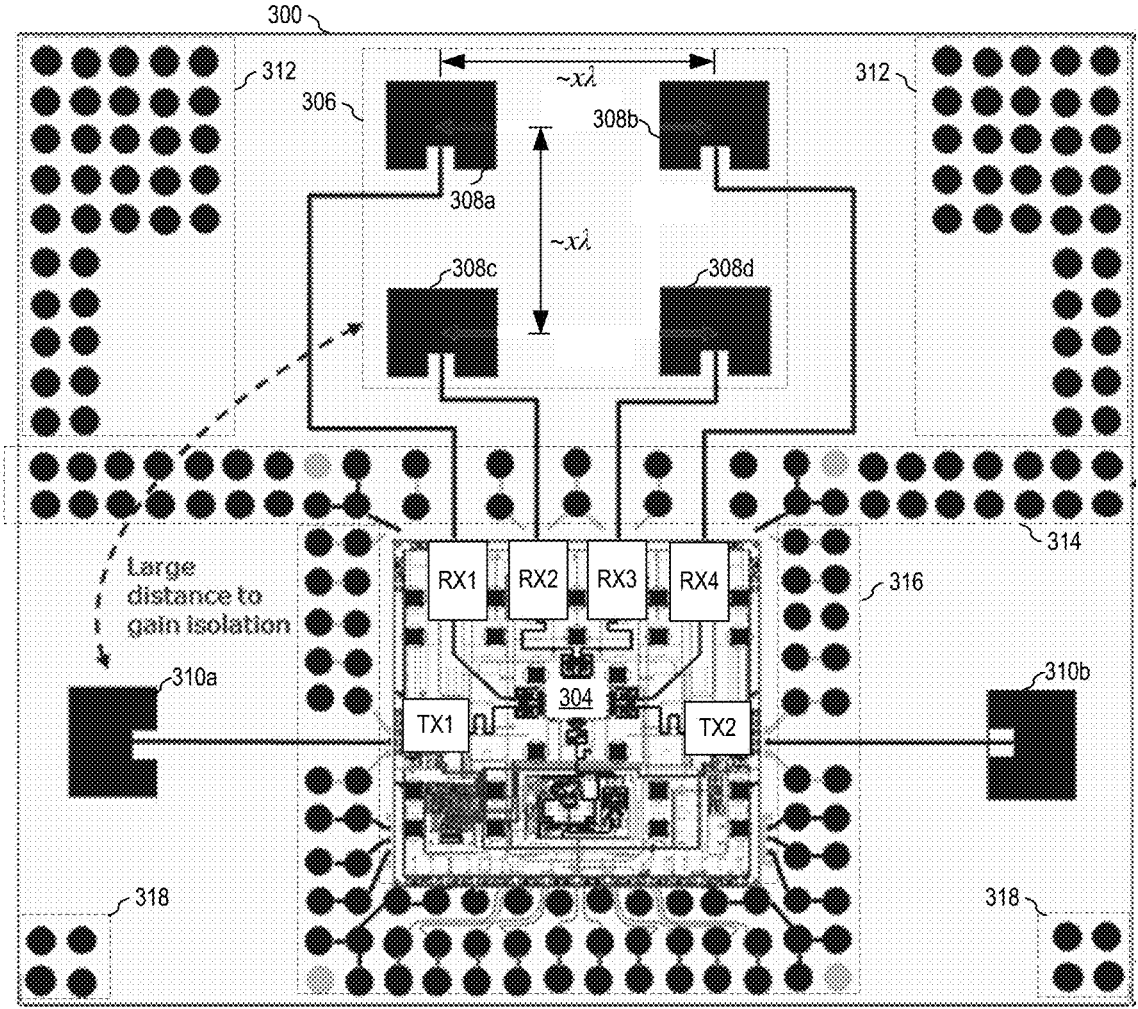 300
312
306
~xλ
312
308b
308a
~xλ
308c
308d
314
RX1
RX2
RX3
RX4
316
Large
distance to
gain isolation
310a
304
310b
TX1
TX2
318
318